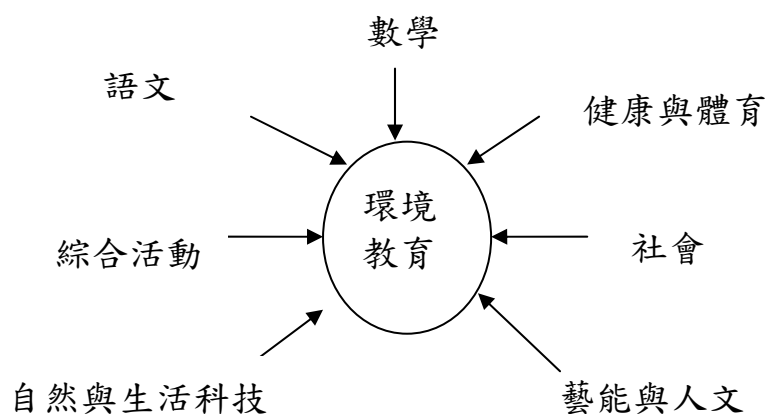 數學
語文
健康與體育
環境
教育
綜合活動
社會
自然與生活科技
藝能與人文